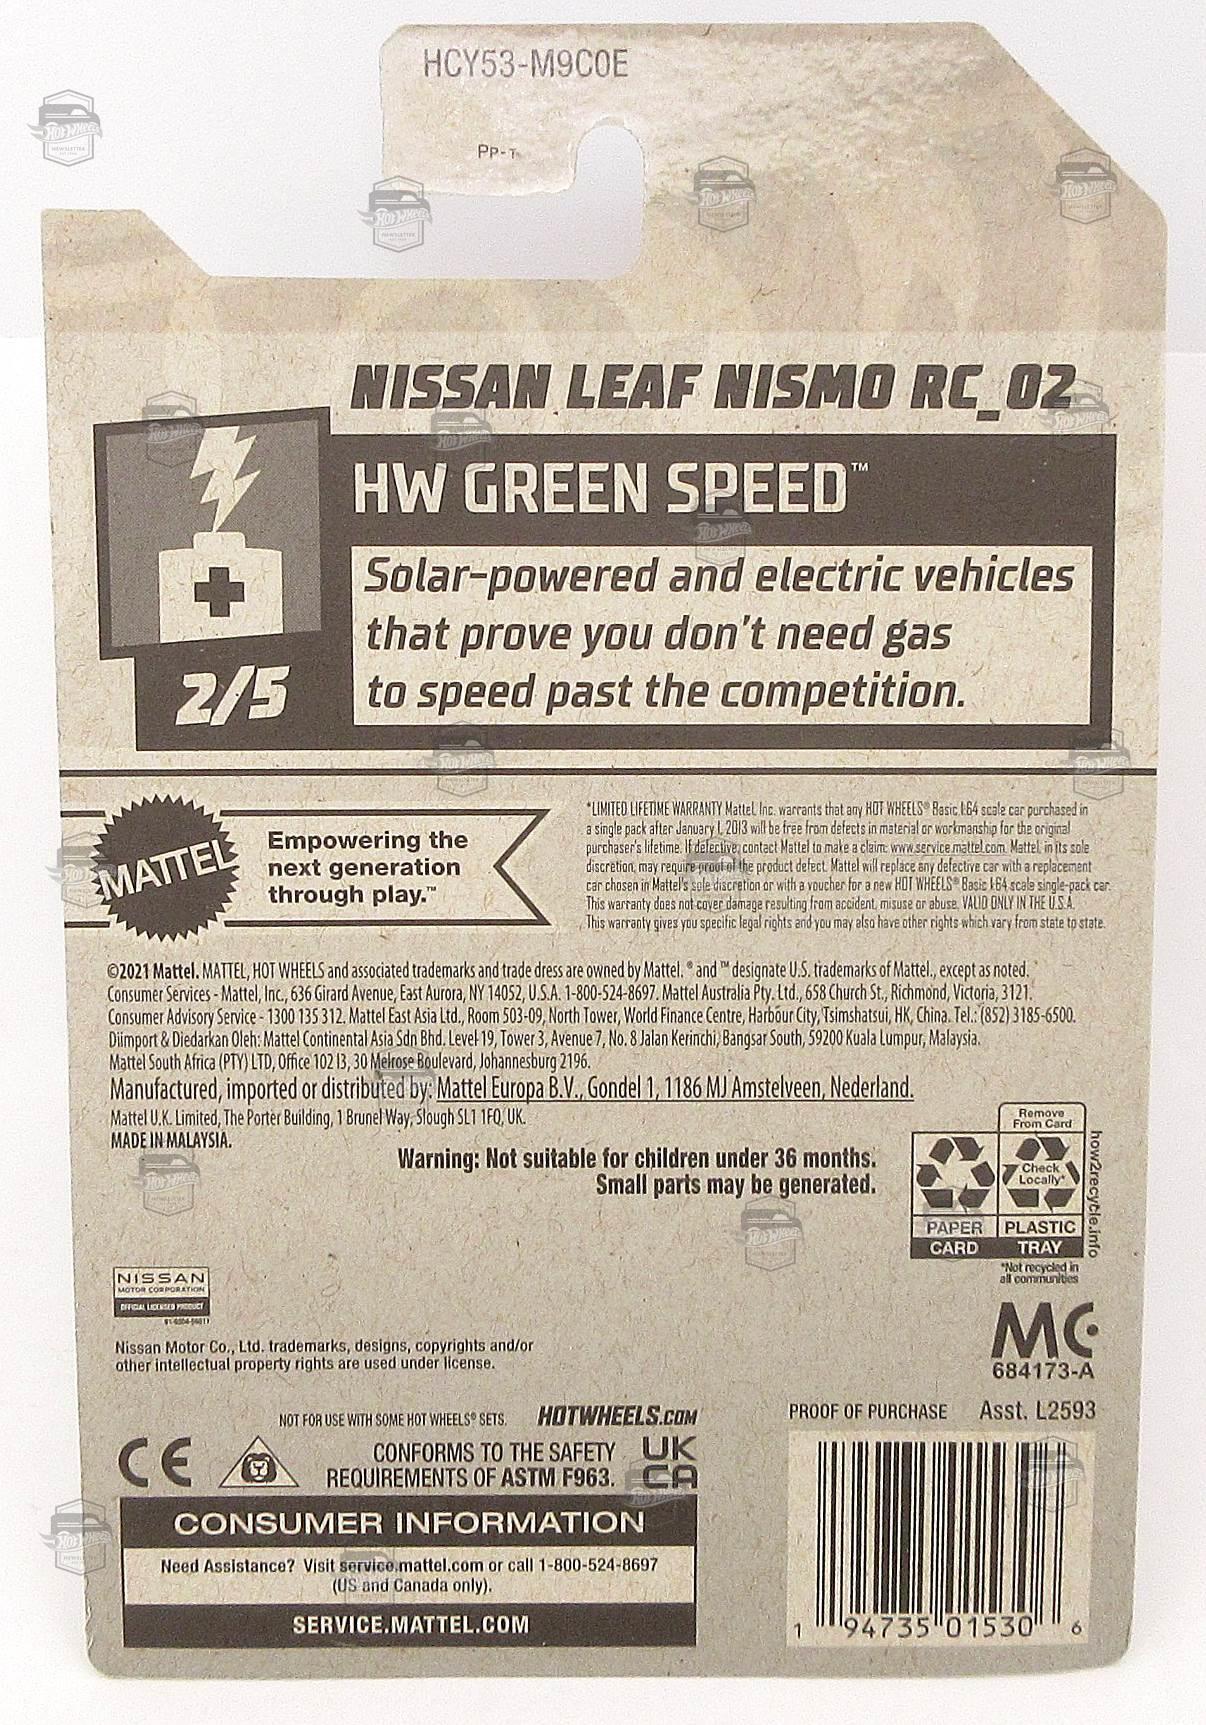 HCY53-M9C0E
PP-T
NISSAN LEAF NISMO RC_02
HW GREEN SPEED™
Solar-powered and electric vehicles
that prove you don't need gas
to speed past the competition.
2/5
MATTEL
Empowering the
next generation
through play.™
*LIMITED LIFETIME WARRANTY Mattel, Inc. warrants that any HOT WHEELS® Basic 1:64 scale car purchased in
a single pack after January 1, 2013 will be free from defects in material or workmanship for the original
purchaser's lifetime. If defective, contact Mattel to make a claim: www.service.mattel.com. Mattel, in its sole
discretion, may require proof of the product defect. Mattel will replace any defective car with a replacement
car chosen in Mattel's sole discretion or with a voucher for a new HOT WHEELS® Basic 1:64 scale single-pack car.
This warranty does not cover damage resulting from accident, misuse or abuse. VALID ONLY IN THE U.S.A.
This warranty gives you specific legal rights and you may also have other rights which vary from state to state.
©2021 Mattel. MATTEL, HOT WHEELS and associated trademarks and trade dress are owned by Mattel. ® and ™ designate U.S. trademarks of Mattel., except as noted.
Consumer Services - Mattel, Inc., 636 Girard Avenue, East Aurora, NY 14052, U.S.A. 1-800-524-8697. Mattel Australia Pty. Ltd., 658 Church St., Richmond, Victoria, 3121.
Consumer Advisory Service - 1300 135 312. Mattel East Asia Ltd., Room 503-09, North Tower, World Finance Centre, Harbour City, Tsimshatsui, HK, China. Tel.: (852) 3185-6500.
Diimport & Diedarkan Oleh: Mattel Continental Asia Sdn Bhd. Level 19, Tower 3, Avenue 7, No. 8 Jalan Kerinchi, Bangsar South, 59200 Kuala Lumpur, Malaysia.
Mattel South Africa (PTY) LTD, Office 102 I3, 30 Melrose Boulevard, Johannesburg 2196.
Manufactured, imported or distributed by: Mattel Europa B.V., Gondel 1, 1186 MJ Amstelveen, Nederland.
Mattel U.K. Limited, The Porter Building, 1 Brunel Way, Slough SL1 1FQ, UK.
MADE IN MALAYSIA.
Warning: Not suitable for children under 36 months.
Small parts may be generated.
Remove
From Card
Check
Locally*
PAPER PLASTIC
CARD TRAY
how2recycle.info
*Not recycled in
all communities
NISSAN
MOTOR CORPORATION
OFFICIAL LICENSED PRODUCT
MC
684173-A
Nissan Motor Co., Ltd. trademarks, designs, copyrights and/or
other intellectual property rights are used under license.
NOT FOR USE WITH SOME HOT WHEELS® SETS. HOTWHEELS.COM
PROOF OF PURCHASE Asst. L2593
CE
CONFORMS TO THE SAFETY
REQUIREMENTS OF ASTM F963.
UK
CA
CONSUMER INFORMATION
Need Assistance? Visit service.mattel.com or call 1-800-524-8697
(US and Canada only).
SERVICE.MATTEL.COM
1 94735 01530 6